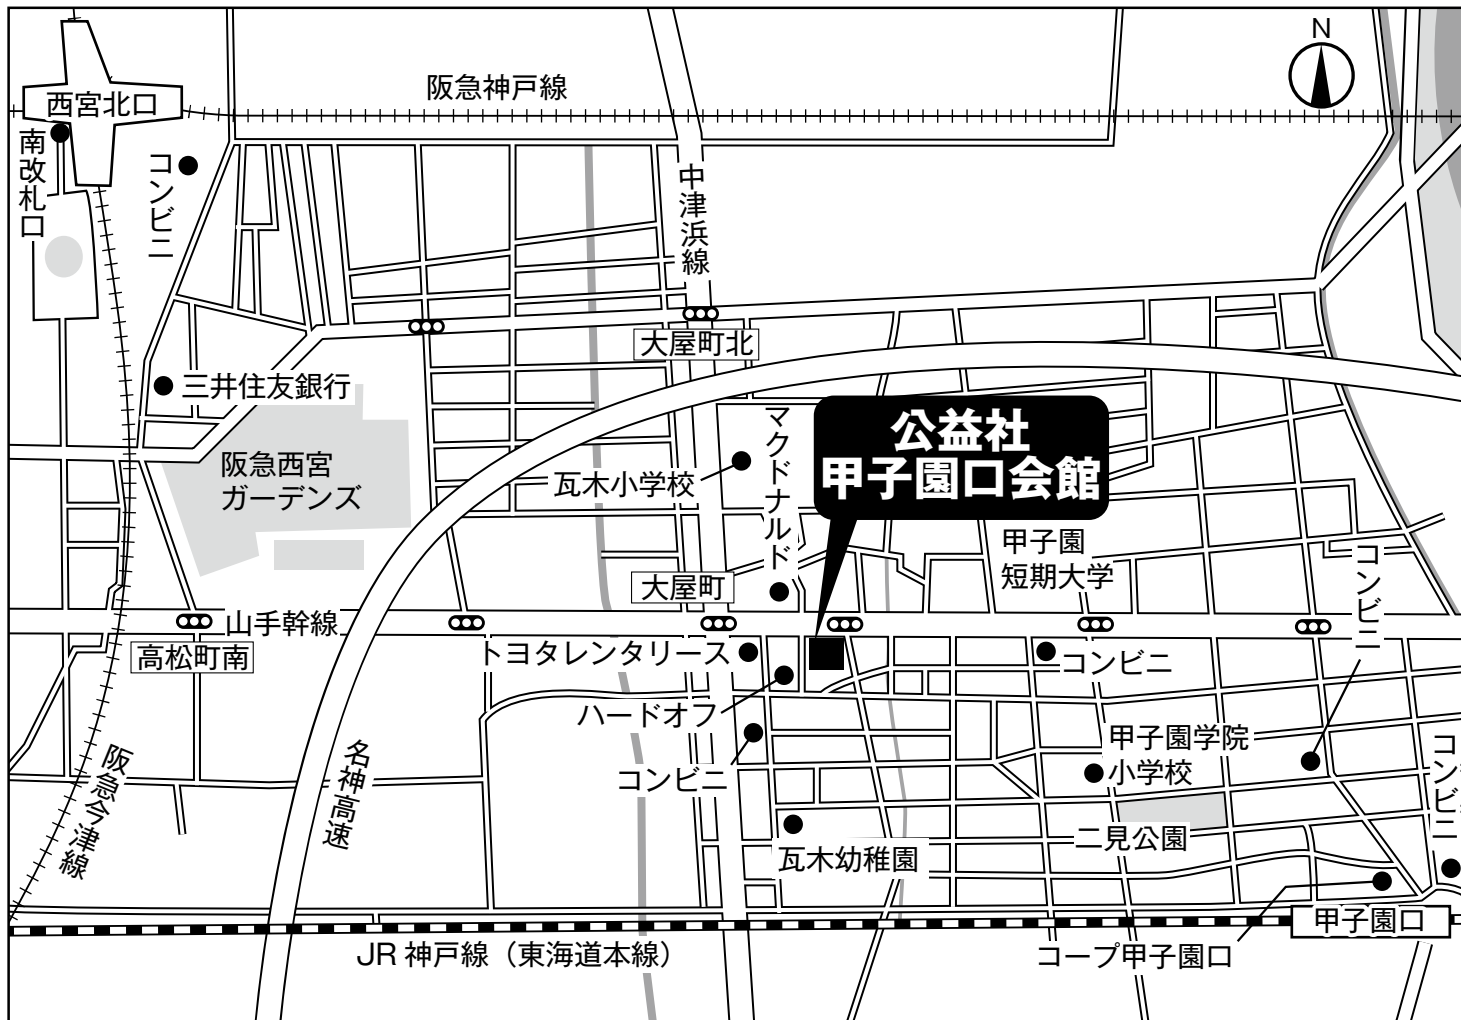 N
阪急神戸線
西宮北口
南改札口
コンビニ
中津浜線
大屋町北
三井住友銀行
マクドナルド
公益社
甲子園口会館
阪急西宮
ガーデンズ
瓦木小学校
甲子園
短期大学
コンビニ
大屋町
山手幹線
高松町南
トヨタレンタリース
コンビニ
ハードオフ
甲子園学院
小学校
コンビニ
名神高速
阪急今津線
コンビニ
二見公園
瓦木幼稚園
甲子園口
JR 神戸線（東海道本線）
コープ甲子園口